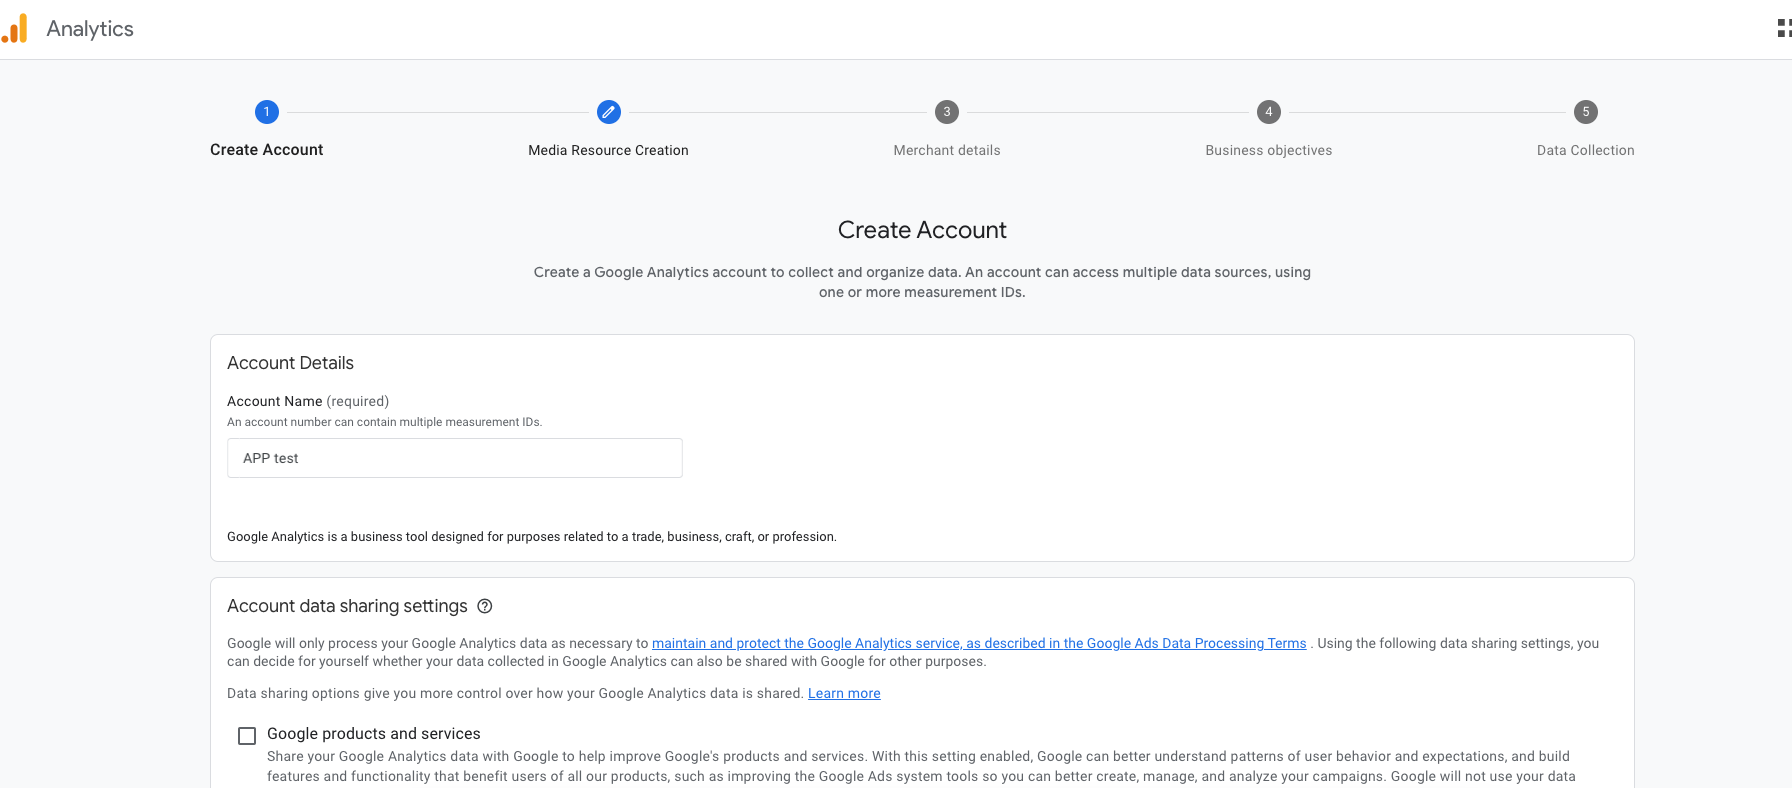 Analytics
1
3
4
5
Create Account
Media Resource Creation
Merchant details
Business objectives
Data Collection
Create Account
Create a Google Analytics account to collect and organize data. An account can access multiple data sources, using
one or more measurement IDs.
Account Details
Account Name (required)
An account number can contain multiple measurement IDs.
APP test
Google Analytics is a business tool designed for purposes related to a trade, business, craft, or profession.
Account data sharing settings
Google will only process your Google Analytics data as necessary to maintain and protect the Google Analytics service, as described in the Google Ads Data Processing Terms . Using the following data sharing settings, you
can decide for yourself whether your data collected in Google Analytics can also be shared with Google for other purposes.
Data sharing options give you more control over how your Google Analytics data is shared. Learn more
Google products and services
Share your Google Analytics data with Google to help improve Google's products and services. With this setting enabled, Google can better understand patterns of user behavior and expectations, and build
features and functionality that benefit users of all our products, such as improving the Google Ads system tools so you can better create, manage, and analyze your campaigns. Google will not use your data